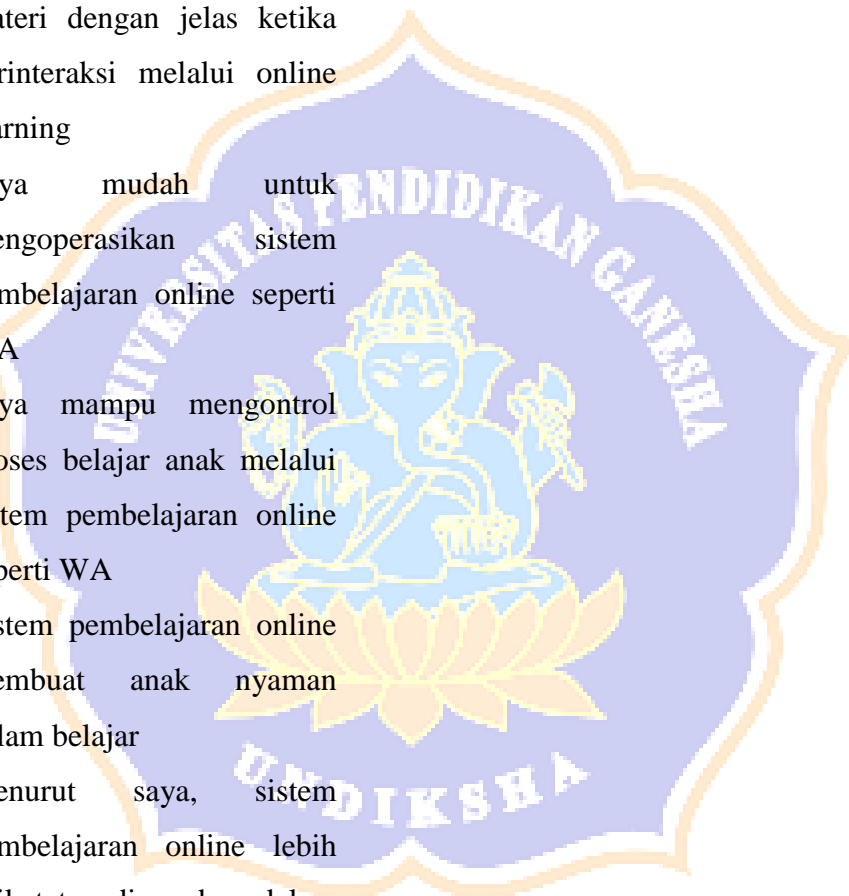 ateri dengan jelas ketika
rinteraksi melalui online
arning
ya mudah untuk
engoperasikan sistem
mbelajaran online seperti
A
ya mampu mengontrol
oses belajar anak melalui
stem pembelajaran online
perti WA
stem pembelajaran online
embuat anak nyaman
lam belajar
enurut saya, sistem
mbelajaran online lebih
UNIVERSITAS PENDIDIKAN GANESHA
UNDIKSHA